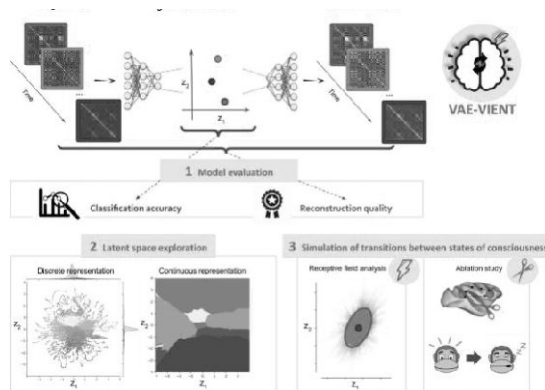 Time
...
Z2
Z1
Time
...
VAE-VIENT
1 Model evaluation
Classification accuracy
Reconstruction quality
2 Latent space exploration
Discrete representation
Continuous representation
Z2
Z1
Z2
Z1
3 Simulation of transitions between states of consciousness
Receptive field analysis
Z2
Z1
Ablation study